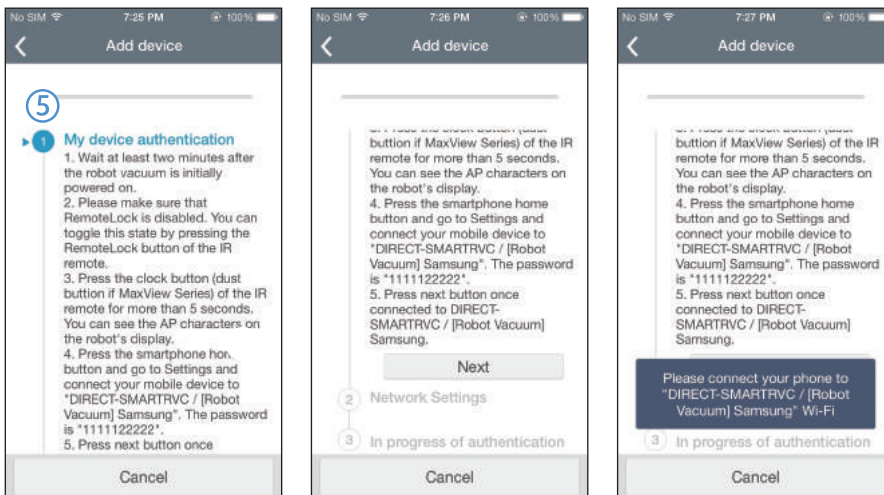 No SIM 7:25 PM 100%
Add device
5
1 My device authentication
1. Wait at least two minutes after
the robot vacuum is initially
powered on.
2. Please make sure that
RemoteLock is disabled. You can
toggle this state by pressing the
RemoteLock button of the IR
remote.
3. Press the clock button (dust
buttion if MaxView Series) of the IR
remote for more than 5 seconds.
You can see the AP characters on
the robot's display.
4. Press the smartphone
button and go to Settings and
connect your mobile device to
"DIRECT-SMARTRVC / [Robot
Vacuum] Samsung". The password
is "1111122222".
5. Press next button once
Cancel
No SIM 7:26 PM 100%
Add device
buttion if MaxView Series) of the IR
remote for more than 5 seconds.
You can see the AP characters on
the robot's display.
4. Press the smartphone home
button and go to Settings and
connect your mobile device to
"DIRECT-SMARTRVC / [Robot
Vacuum] Samsung". The password
is "1111122222".
5. Press next button once
connected to DIRECT-
SMARTRVC / [Robot Vacuum]
Samsung.
Next
2 Network Settings
3 In progress of authentication
Cancel
No SIM 7:27 PM 100%
Add device
buttion if MaxView Series) of the IR
remote for more than 5 seconds.
You can see the AP characters on
the robot's display.
4. Press the smartphone home
button and go to Settings and
connect your mobile device to
"DIRECT-SMARTRVC / [Robot
Vacuum] Samsung". The password
is "1111122222".
5. Press next button once
connected to DIRECT-
SMARTRVC / [Robot Vacuum]
Samsung.
Please connect your phone to
"DIRECT-SMARTRVC / [Robot
Vacuum] Samsung" Wi-Fi
3 In progress of authentication
Cancel